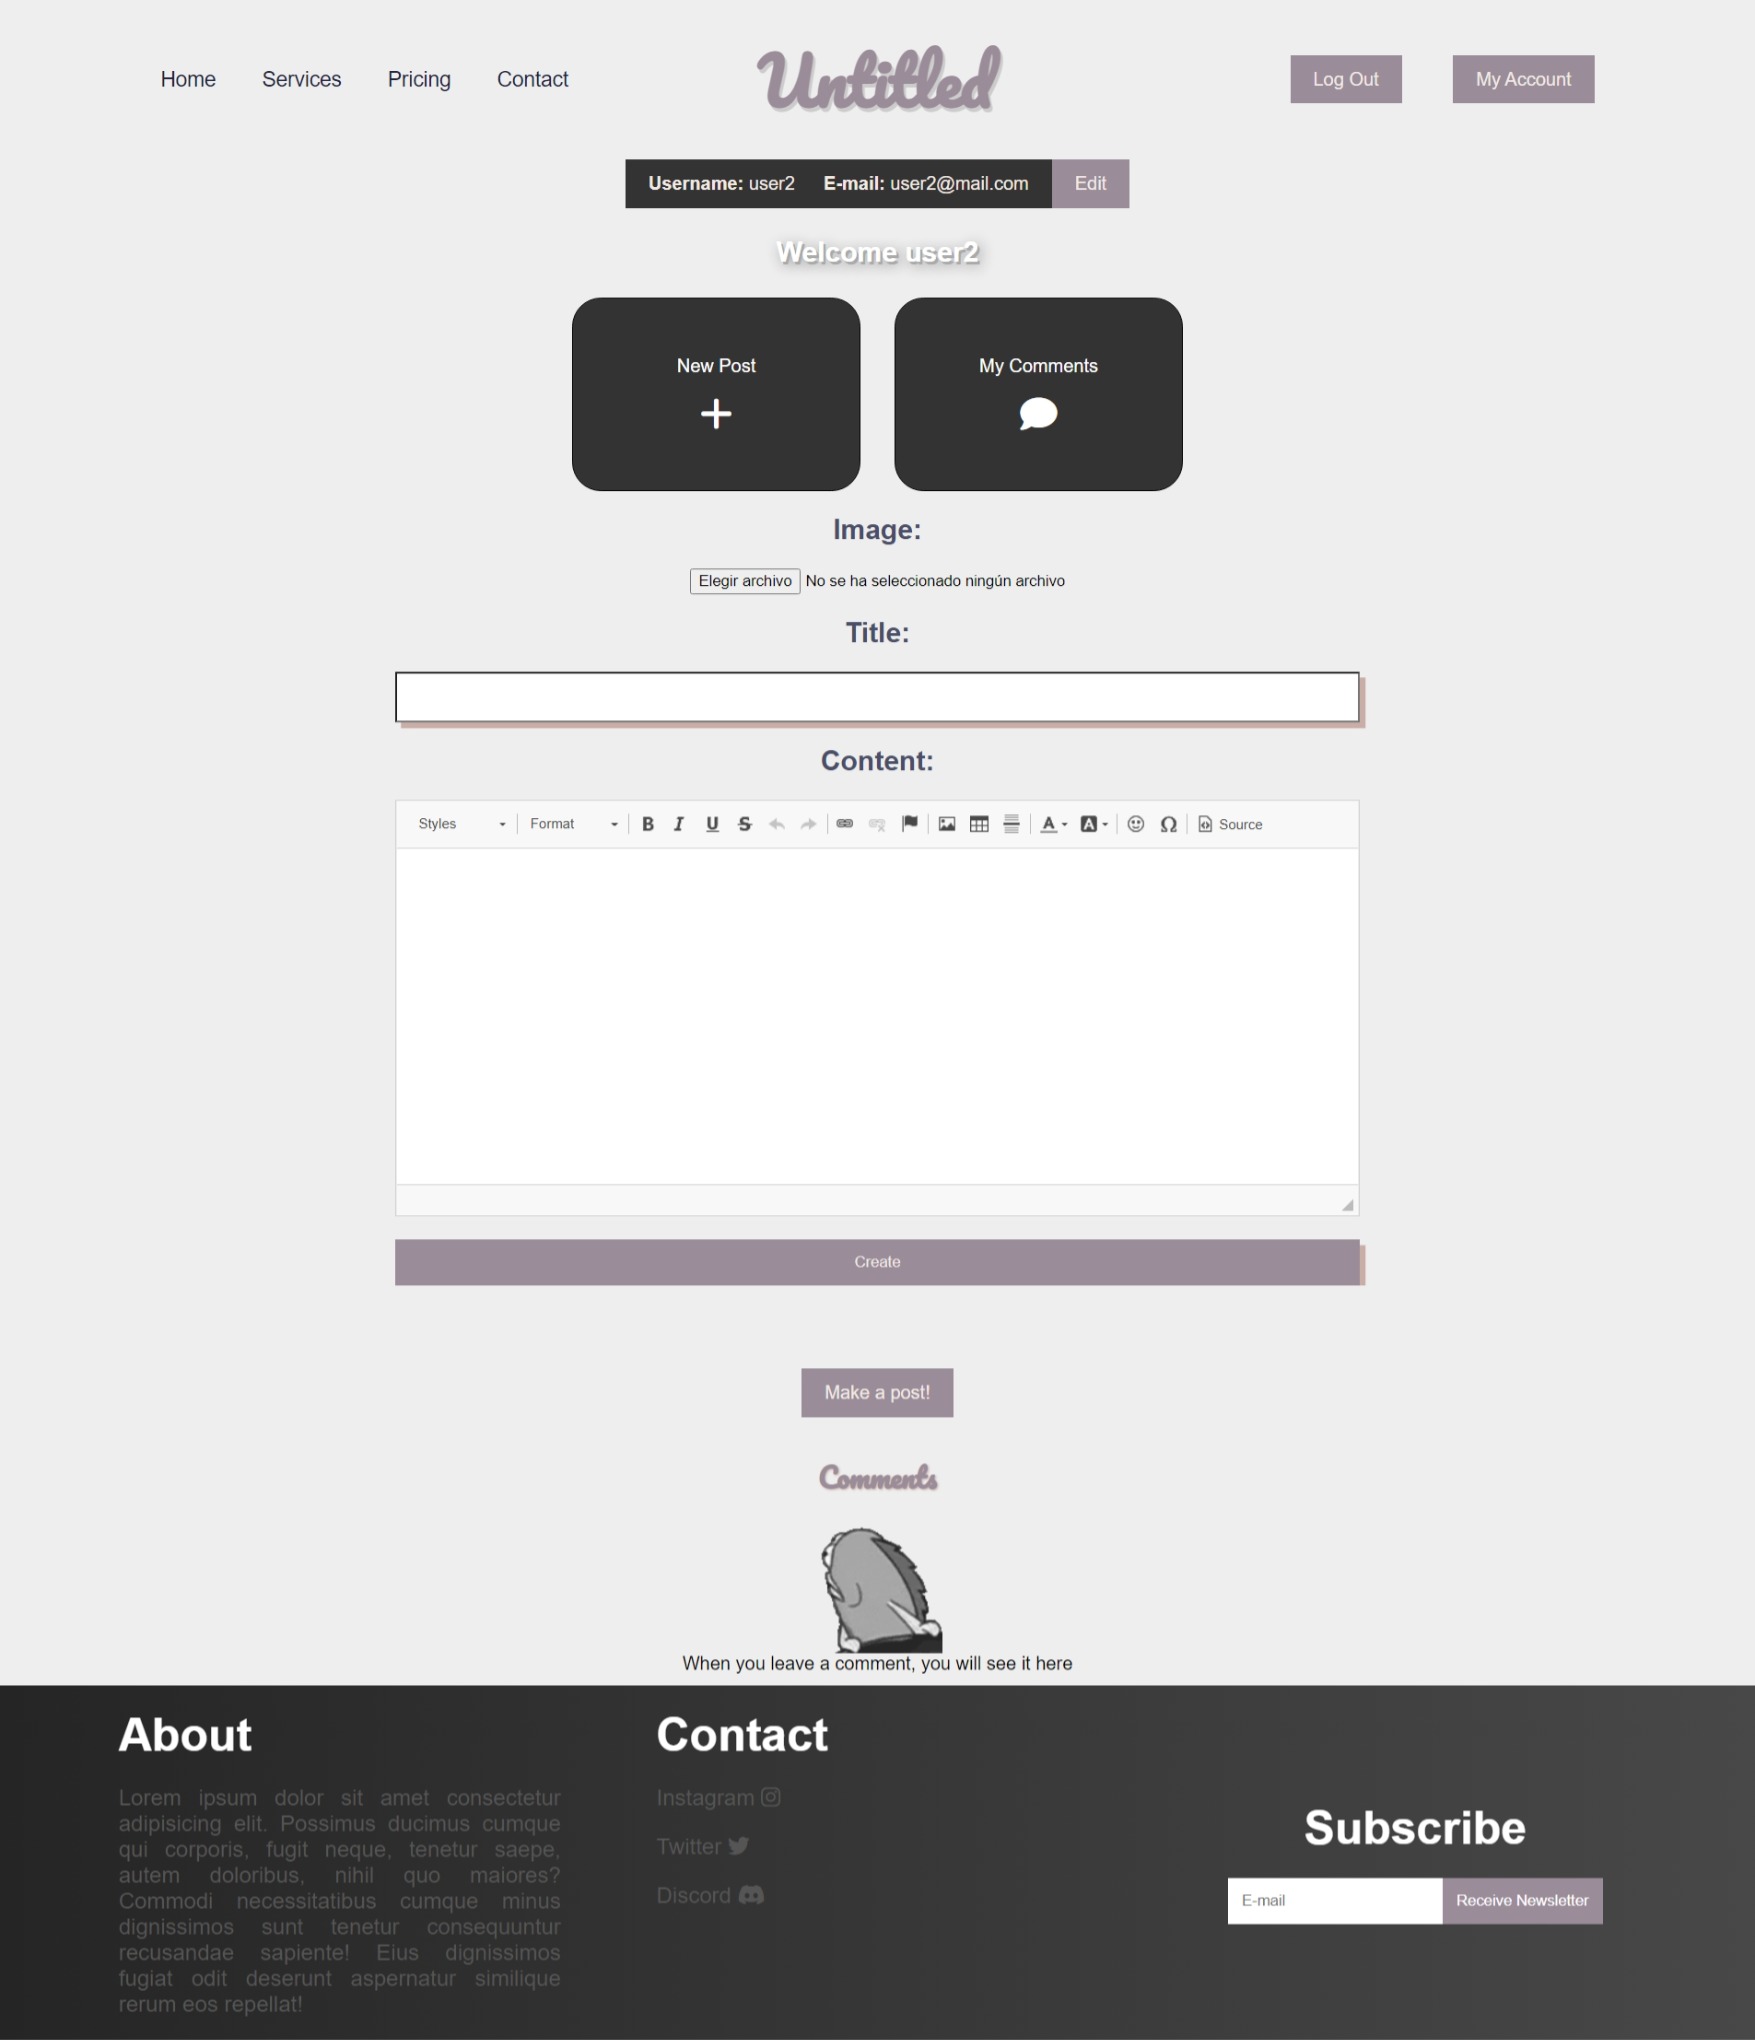 Home Services Pricing Contact
Untitled
Log Out My Account
Username: user2 E-mail: user2@mail.com Edit
Welcome user2
New Post
My Comments
Image:
Elegir archivo No se ha seleccionado ningún archivo
Title:
Content:
Styles Format B I U S A A Ω Source
Create
Make a post!
Comments
When you leave a comment, you will see it here
About
Lorem ipsum dolor sit amet consectetur
adipisicing elit. Possimus ducimus cumque
qui corporis, fugit neque, tenetur saepe,
autem doloribus, nihil quo maiores?
Commodi necessitatibus cumque minus
dignissimos sunt tenetur consequuntur
recusandae sapiente! Eius dignissimos
fugiat odit deserunt aspernatur similique
rerum eos repellat!
Contact
Instagram
Twitter
Discord
Subscribe
E-mail Receive Newsletter